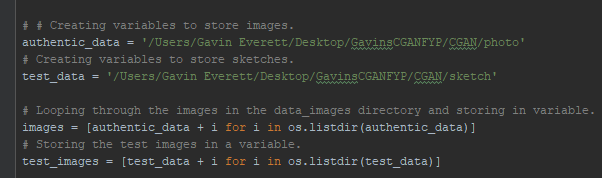 # # Creating variables to store images.
authentic_data = '/Users/Gavin Everett/Desktop/GavinsCGANFYP/CGAN/photo'
# Creating variables to store sketches.
test_data = '/Users/Gavin Everett/Desktop/GavinsCGANFYP/CGAN/sketch'
# Looping through the images in the data_images directory and storing in variable.
images = [authentic_data + i for i in os.listdir(authentic_data)]
# Storing the test images in a variable.
test_images = [test_data + i for i in os.listdir(test_data)]